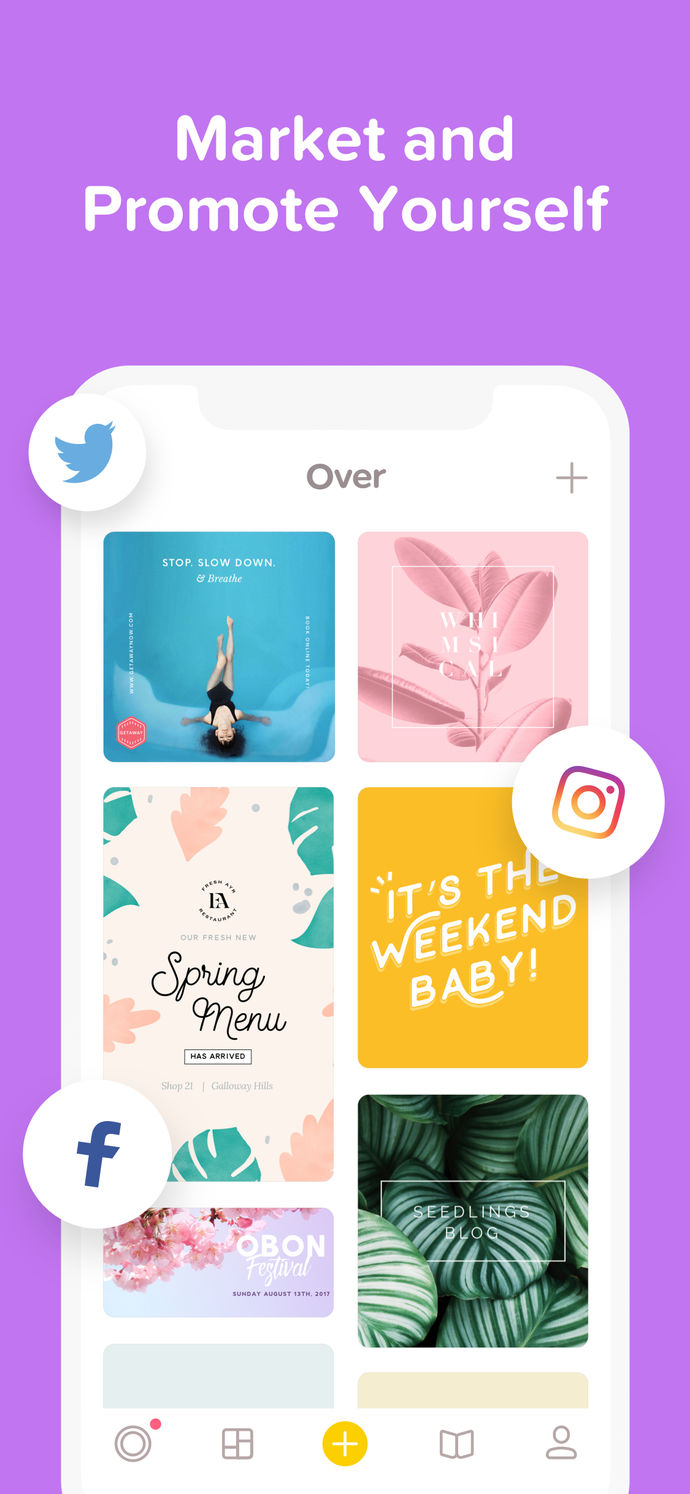 Market and
Promote Yourself
Over
STOP. SLOW DOWN.
& Breathe
WWW.GETAWAYNOW.COM
BOOK ONLINE TODAY!
GETAWAY
WHI
MSI
CAL
FRESH AYR
FA
RESTAURANT
OUR FRESH NEW
Spring
Menu
HAS ARRIVED
Shop 21 | Galloway Hills
IT'S THE
WEEKEND
BABY!
OBON
Festival
SUNDAY AUGUST 13TH, 2017
SEEDLINGS
BLOG